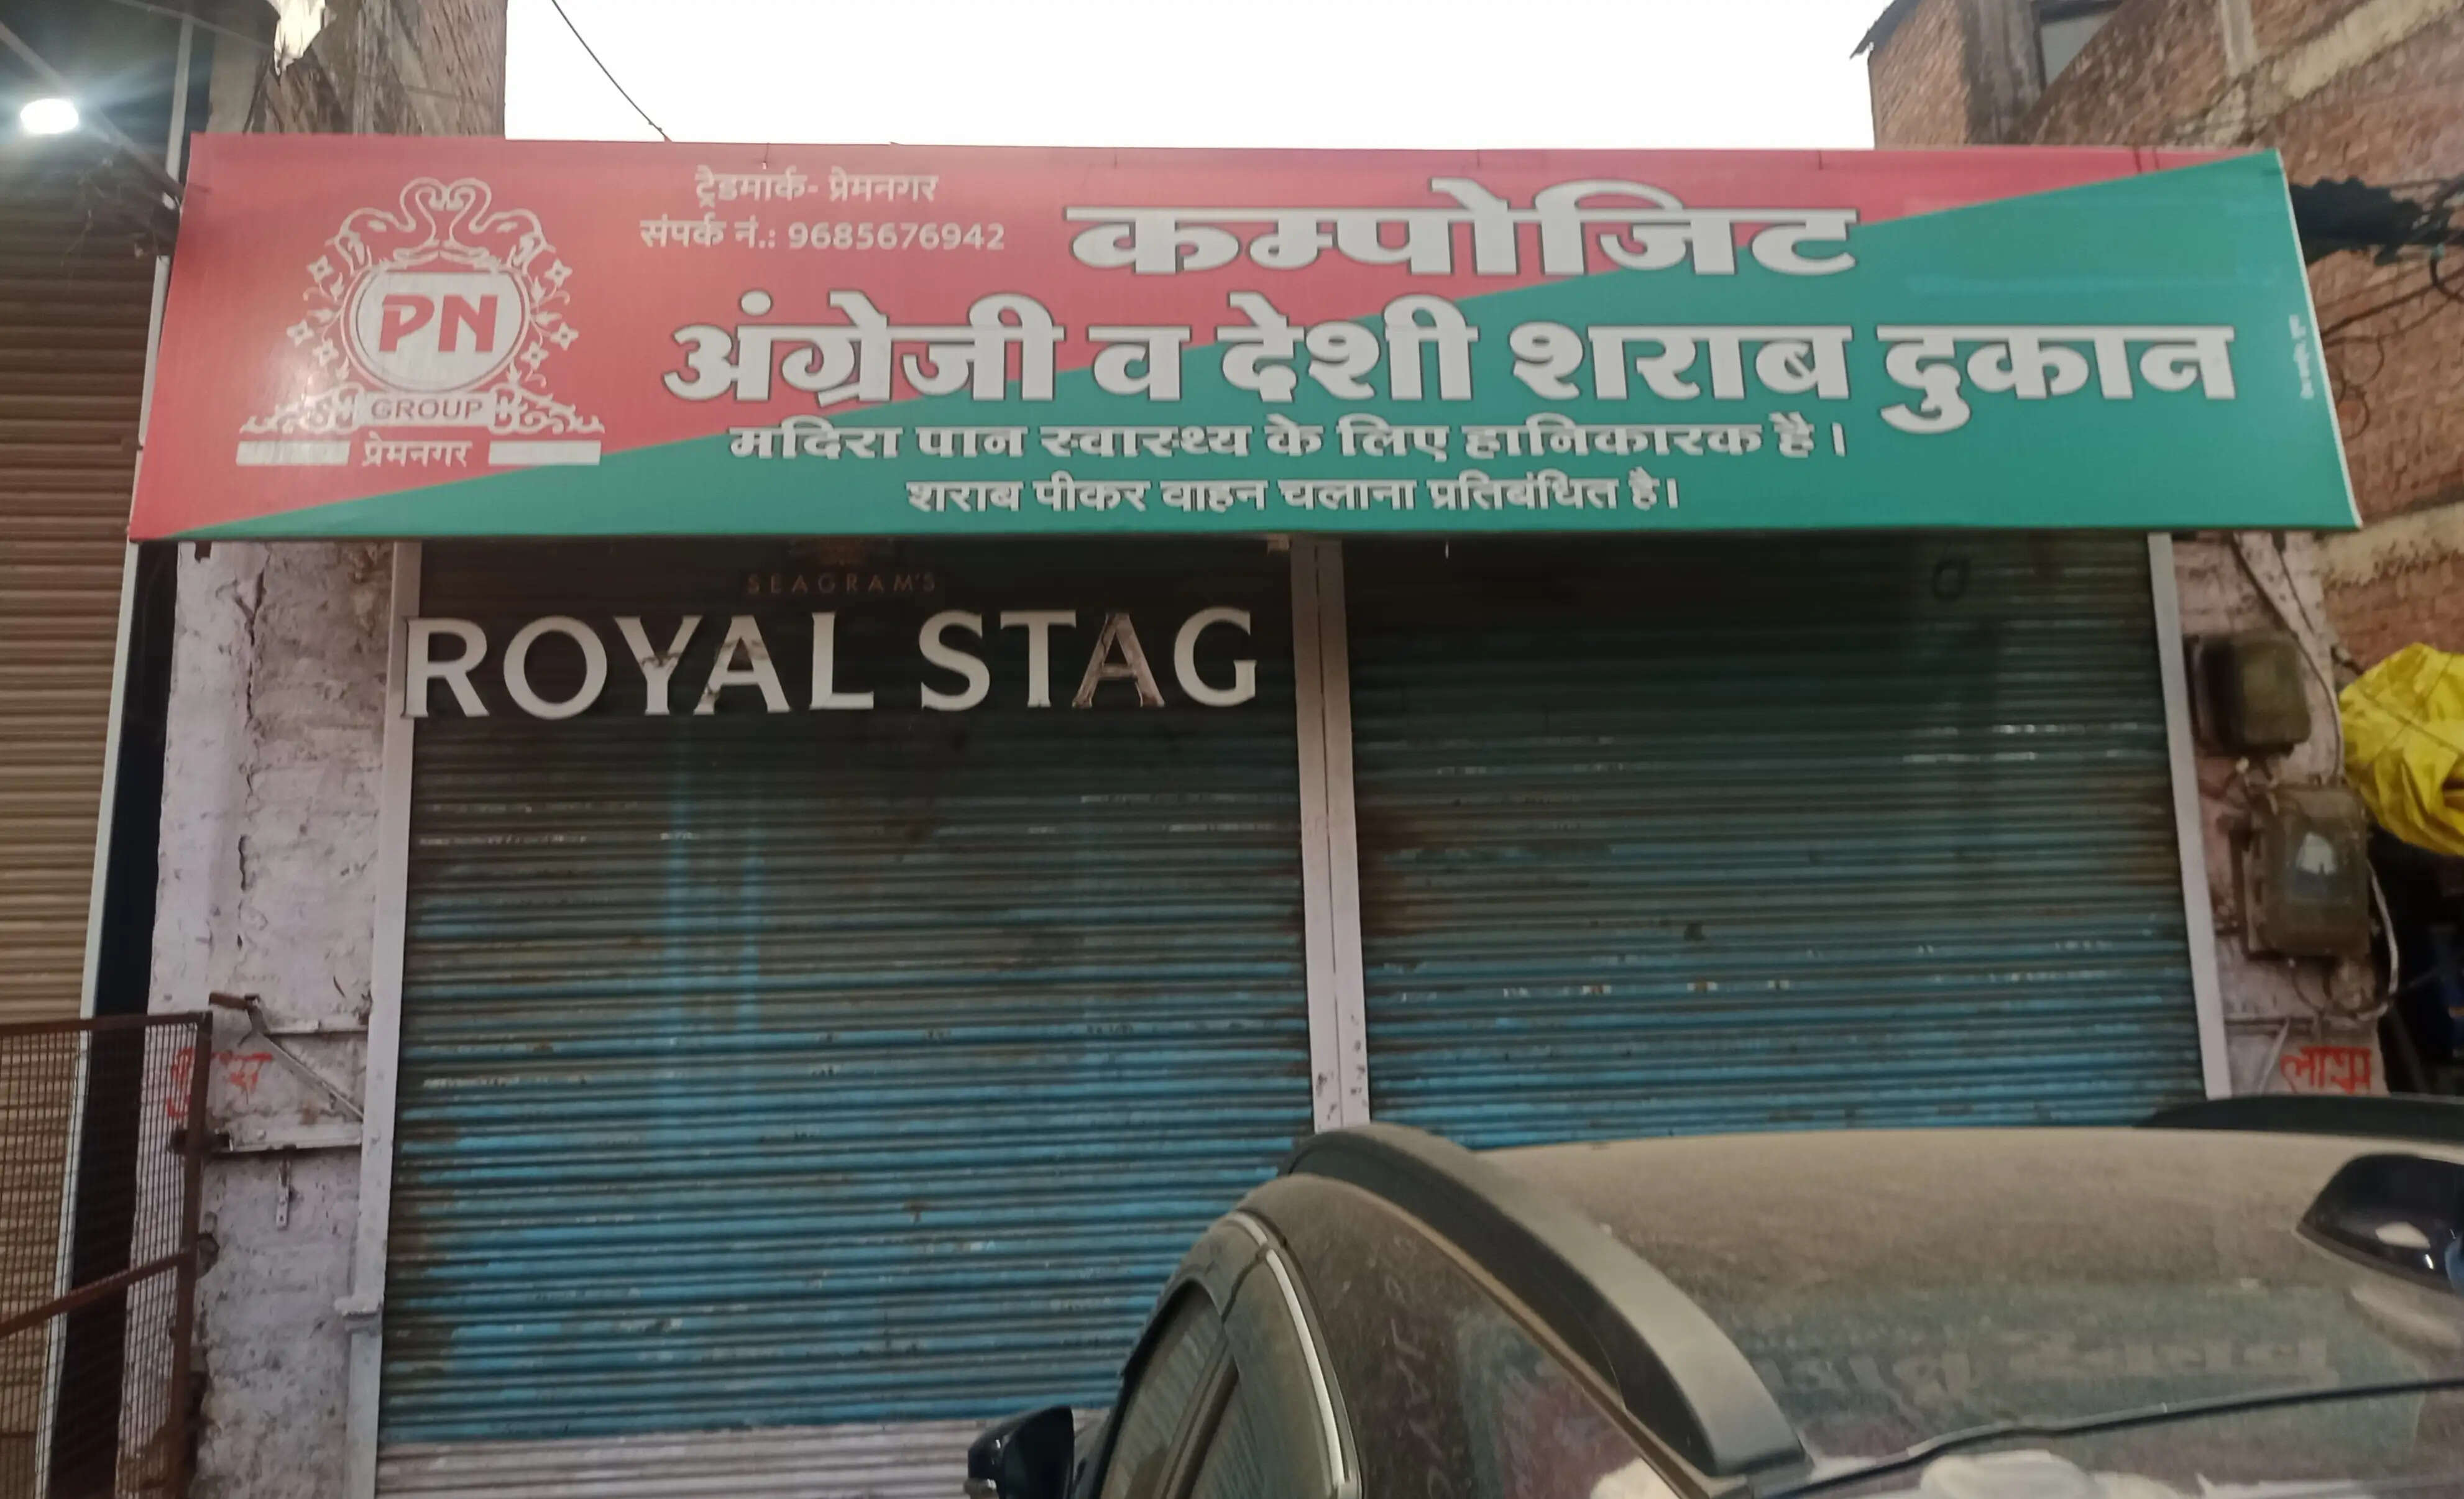 ट्रेडमार्क- प्रेमनगर
संपर्क नं.: 9685676942
कम्पोजिट
PN
GROUP
प्रेमनगर
अंग्रेजी व देशी शराब दुकान
मदिरा पान स्वास्थ्य के लिए हानिकारक है।
शराब पीकर वाहन चलाना प्रतिबंधित है।
SEAGRAM'S
ROYAL STAG